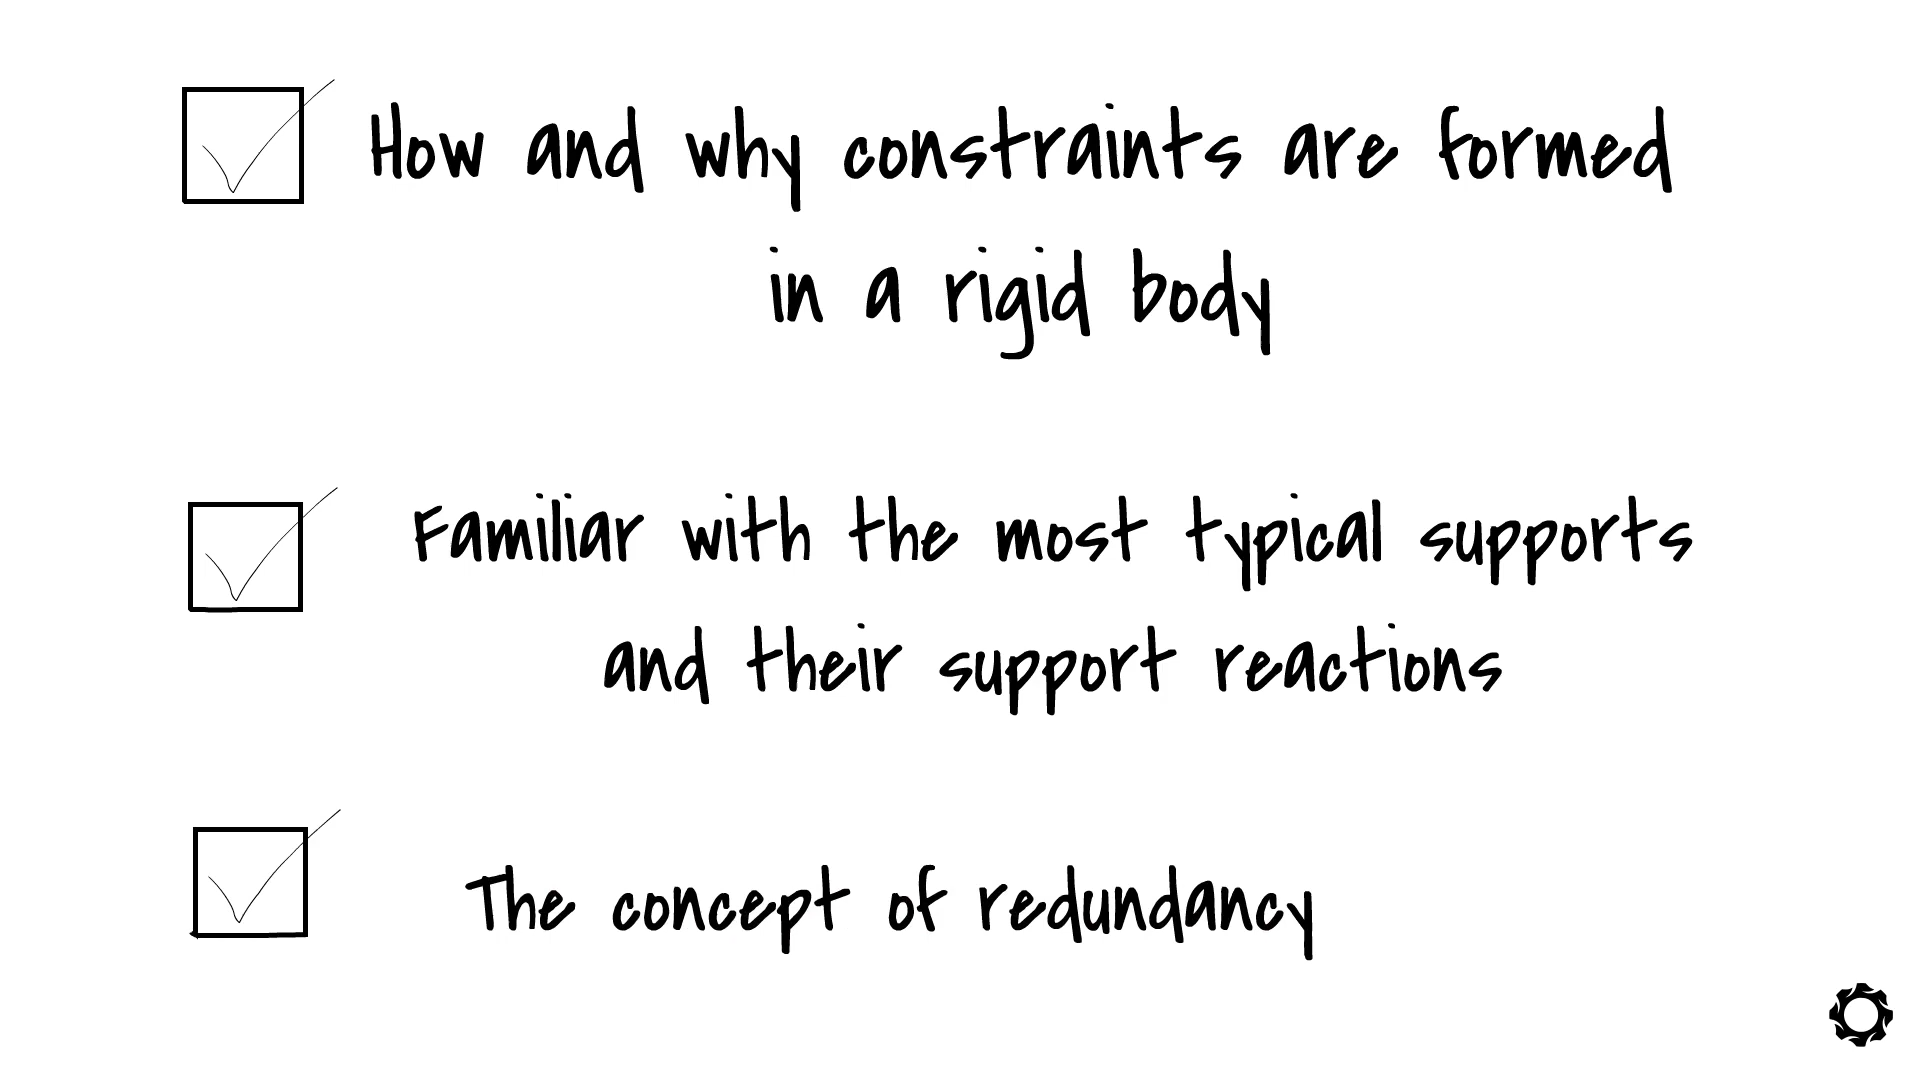 How and why constraints are formed
in a rigid body
Familiar with the most typical supports
and their support reactions
The concept of redundancy